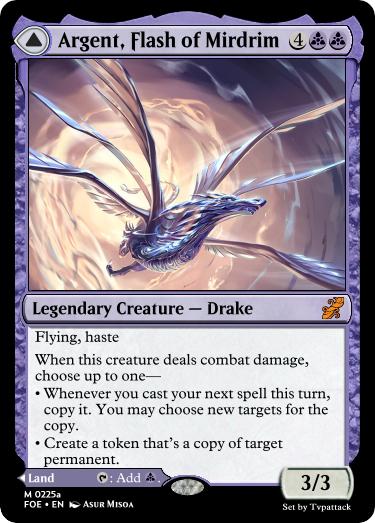 Argent, Flash of Mirdrim 4
Legendary Creature — Drake
Flying, haste
When this creature deals combat damage,
choose up to one—
• Whenever you cast your next spell this turn,
copy it. You may choose new targets for the
copy.
• Create a token that's a copy of target
permanent.
Land : Add .
3/3
M 0225a
FOE • EN Asur Misoa
Set by Tvpattack